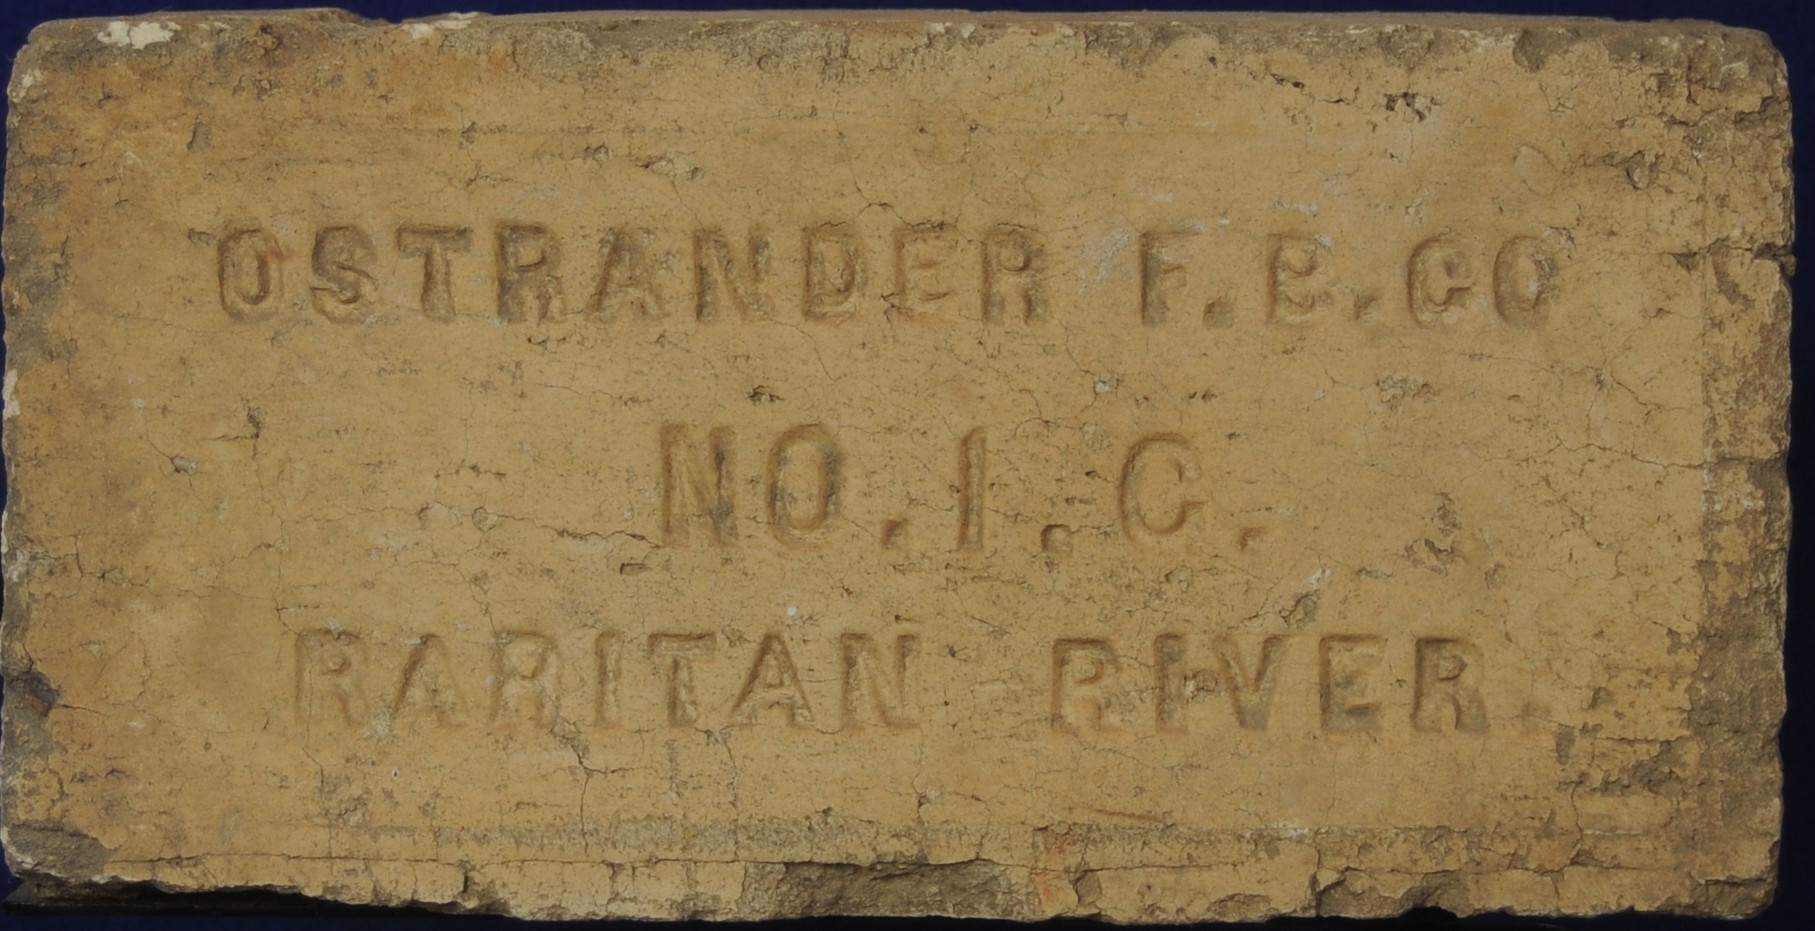 OSTRANDER F.B.CO
NO.1.G.
RARITAN RIVER.